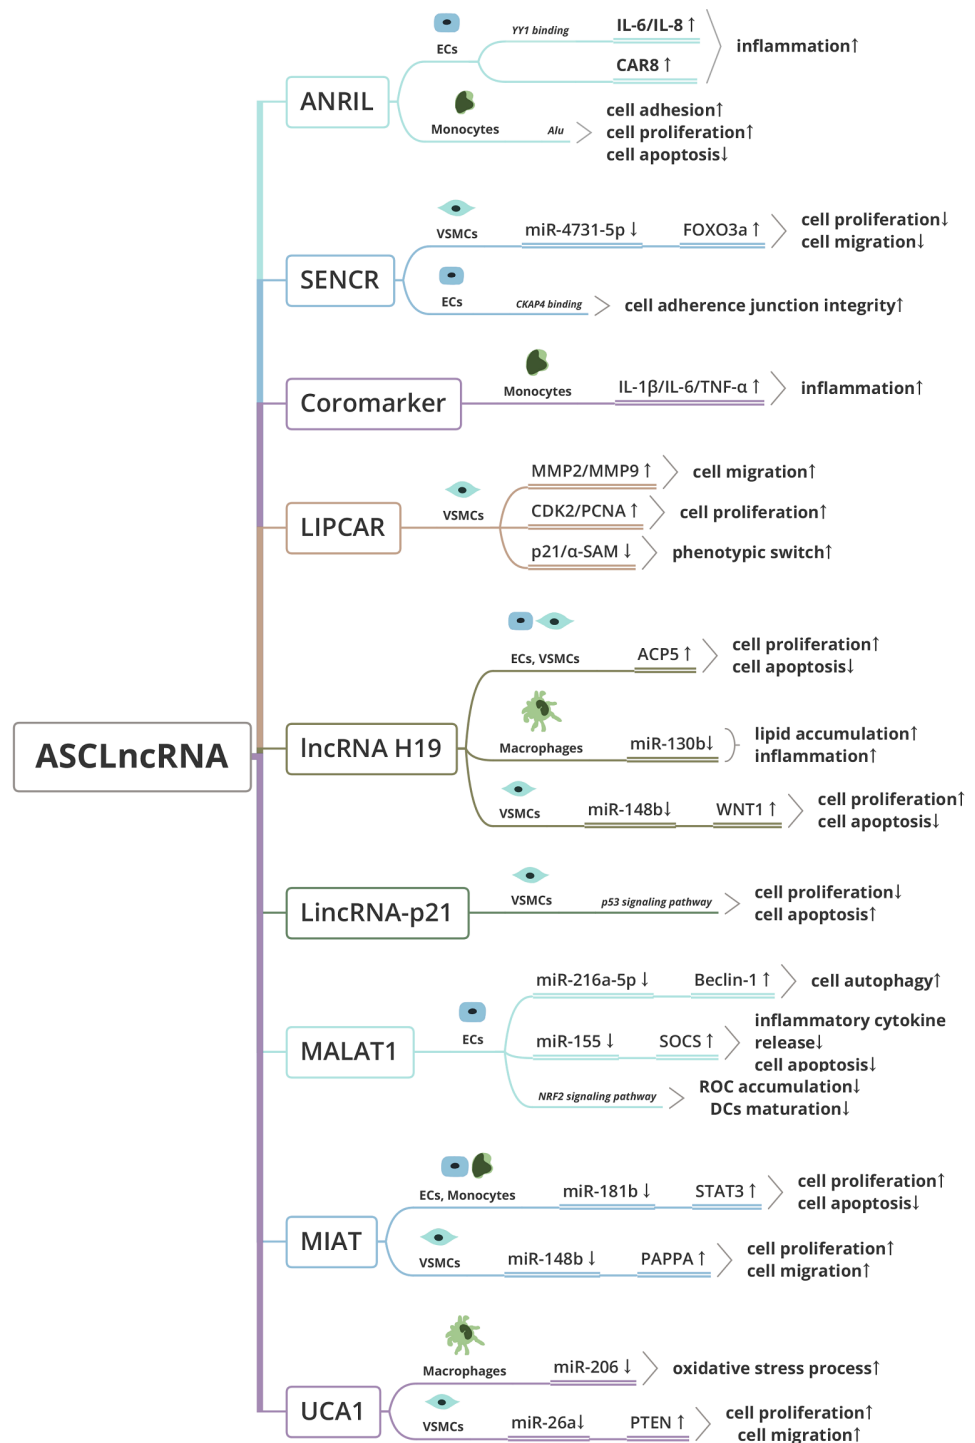 ASCLncRNA
ANRIL
ECs
YY1 binding
IL-6/IL-8 ↑
CAR8 ↑
inflammation↑
Monocytes
Alu
cell adhesion↑
cell proliferation↑
cell apoptosis↓
SENCR
VSMCs
miR-4731-5p ↓
FOXO3a ↑
cell proliferation↓
cell migration↓
ECs
CKAP4 binding
cell adherence junction integrity↑
Coromarker
Monocytes
IL-1β/IL-6/TNF-α ↑
inflammation↑
LIPCAR
VSMCs
MMP2/MMP9 ↑
cell migration↑
CDK2/PCNA ↑
cell proliferation↑
p21/α-SAM ↓
phenotypic switch↑
lncRNA H19
ECs, VSMCs
ACP5 ↑
cell proliferation↑
cell apoptosis↓
Macrophages
miR-130b↓
lipid accumulation↑
inflammation↑
VSMCs
miR-148b↓
WNT1 ↑
cell proliferation↑
cell apoptosis↓
LincRNA-p21
VSMCs
p53 signaling pathway
cell proliferation↓
cell apoptosis↑
MALAT1
ECs
miR-216a-5p ↓
Beclin-1 ↑
cell autophagy↑
miR-155 ↓
SOCS ↑
inflammatory cytokine
release↓
cell apoptosis↓
NRF2 signaling pathway
ROC accumulation↓
DCs maturation↓
MIAT
ECs, Monocytes
miR-181b ↓
STAT3 ↑
cell proliferation↑
cell apoptosis↓
VSMCs
miR-148b ↓
PAPPA ↑
cell proliferation↑
cell migration↑
UCA1
Macrophages
miR-206 ↓
oxidative stress process↑
VSMCs
miR-26a↓
PTEN ↑
cell proliferation↑
cell migration↑